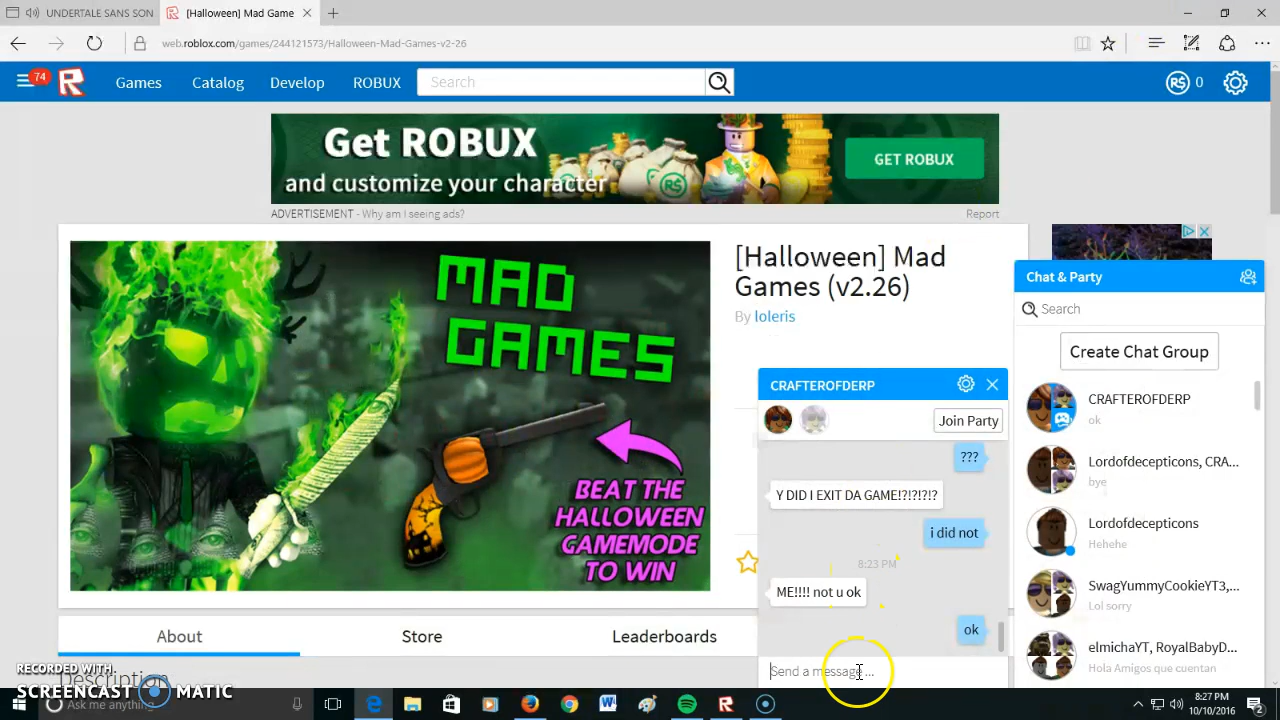 UNDERTALE SANS SON
[Halloween] Mad Game
web.roblox.com/games/244121573/Halloween-Mad-Games-v2-26
74
Games
Catalog
Develop
ROBUX
Search
R$ 0
Get ROBUX
and customize your character
GET ROBUX
ADVERTISEMENT - Why am I seeing ads?
Report
MAD
GAMES
BEAT THE
HALLOWEEN
GAMEMODE
TO WIN
[Halloween] Mad
Games (v2.26)
By loleris
Chat & Party
Search
Create Chat Group
CRAFTEROFDERP
ok
Lordofdecepticons, CRA...
bye
Lordofdecepticons
Hehehe
SwagYummyCookieYT3,...
Lol sorry
elmichaYT, RoyalBabyD...
Hola Amigos que cuentan
CRAFTEROFDERP
Join Party
???
Y DID I EXIT DA GAME!?!?!?!?
i did not
8:23 PM
ME!!!! not u ok
ok
Send a message ...
About
Store
Leaderboards
Description
RECORDED WITH
SCREENCAST MATIC
Ask me anything
8:27 PM
10/10/2016
2